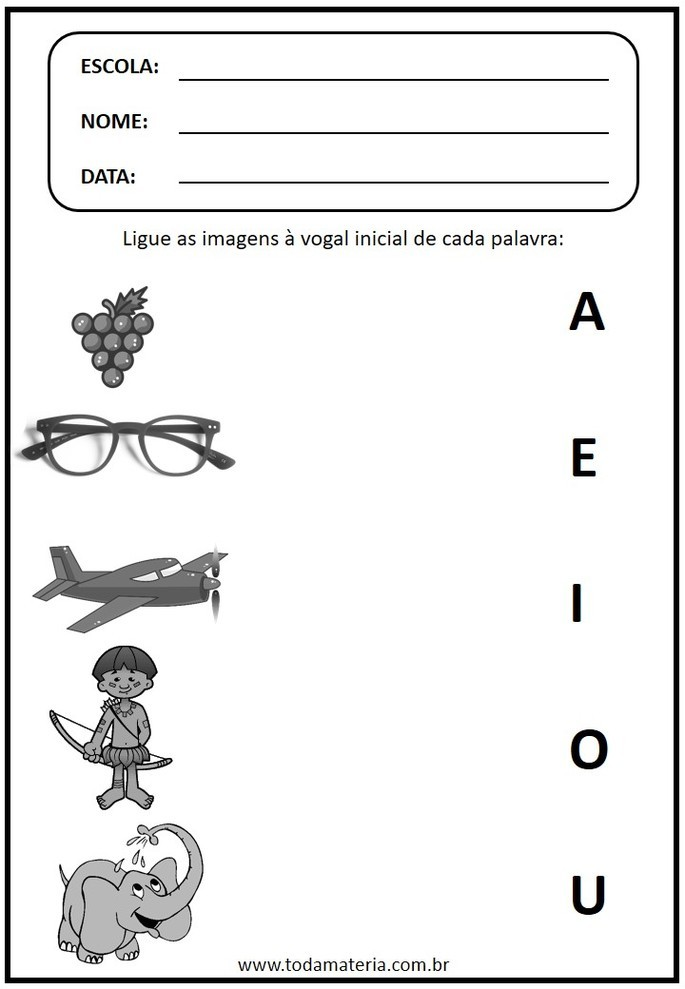 ESCOLA:
NOME:
DATA:
Ligue as imagens à vogal inicial de cada palavra:
A
E
I
O
U
www.todamateria.com.br